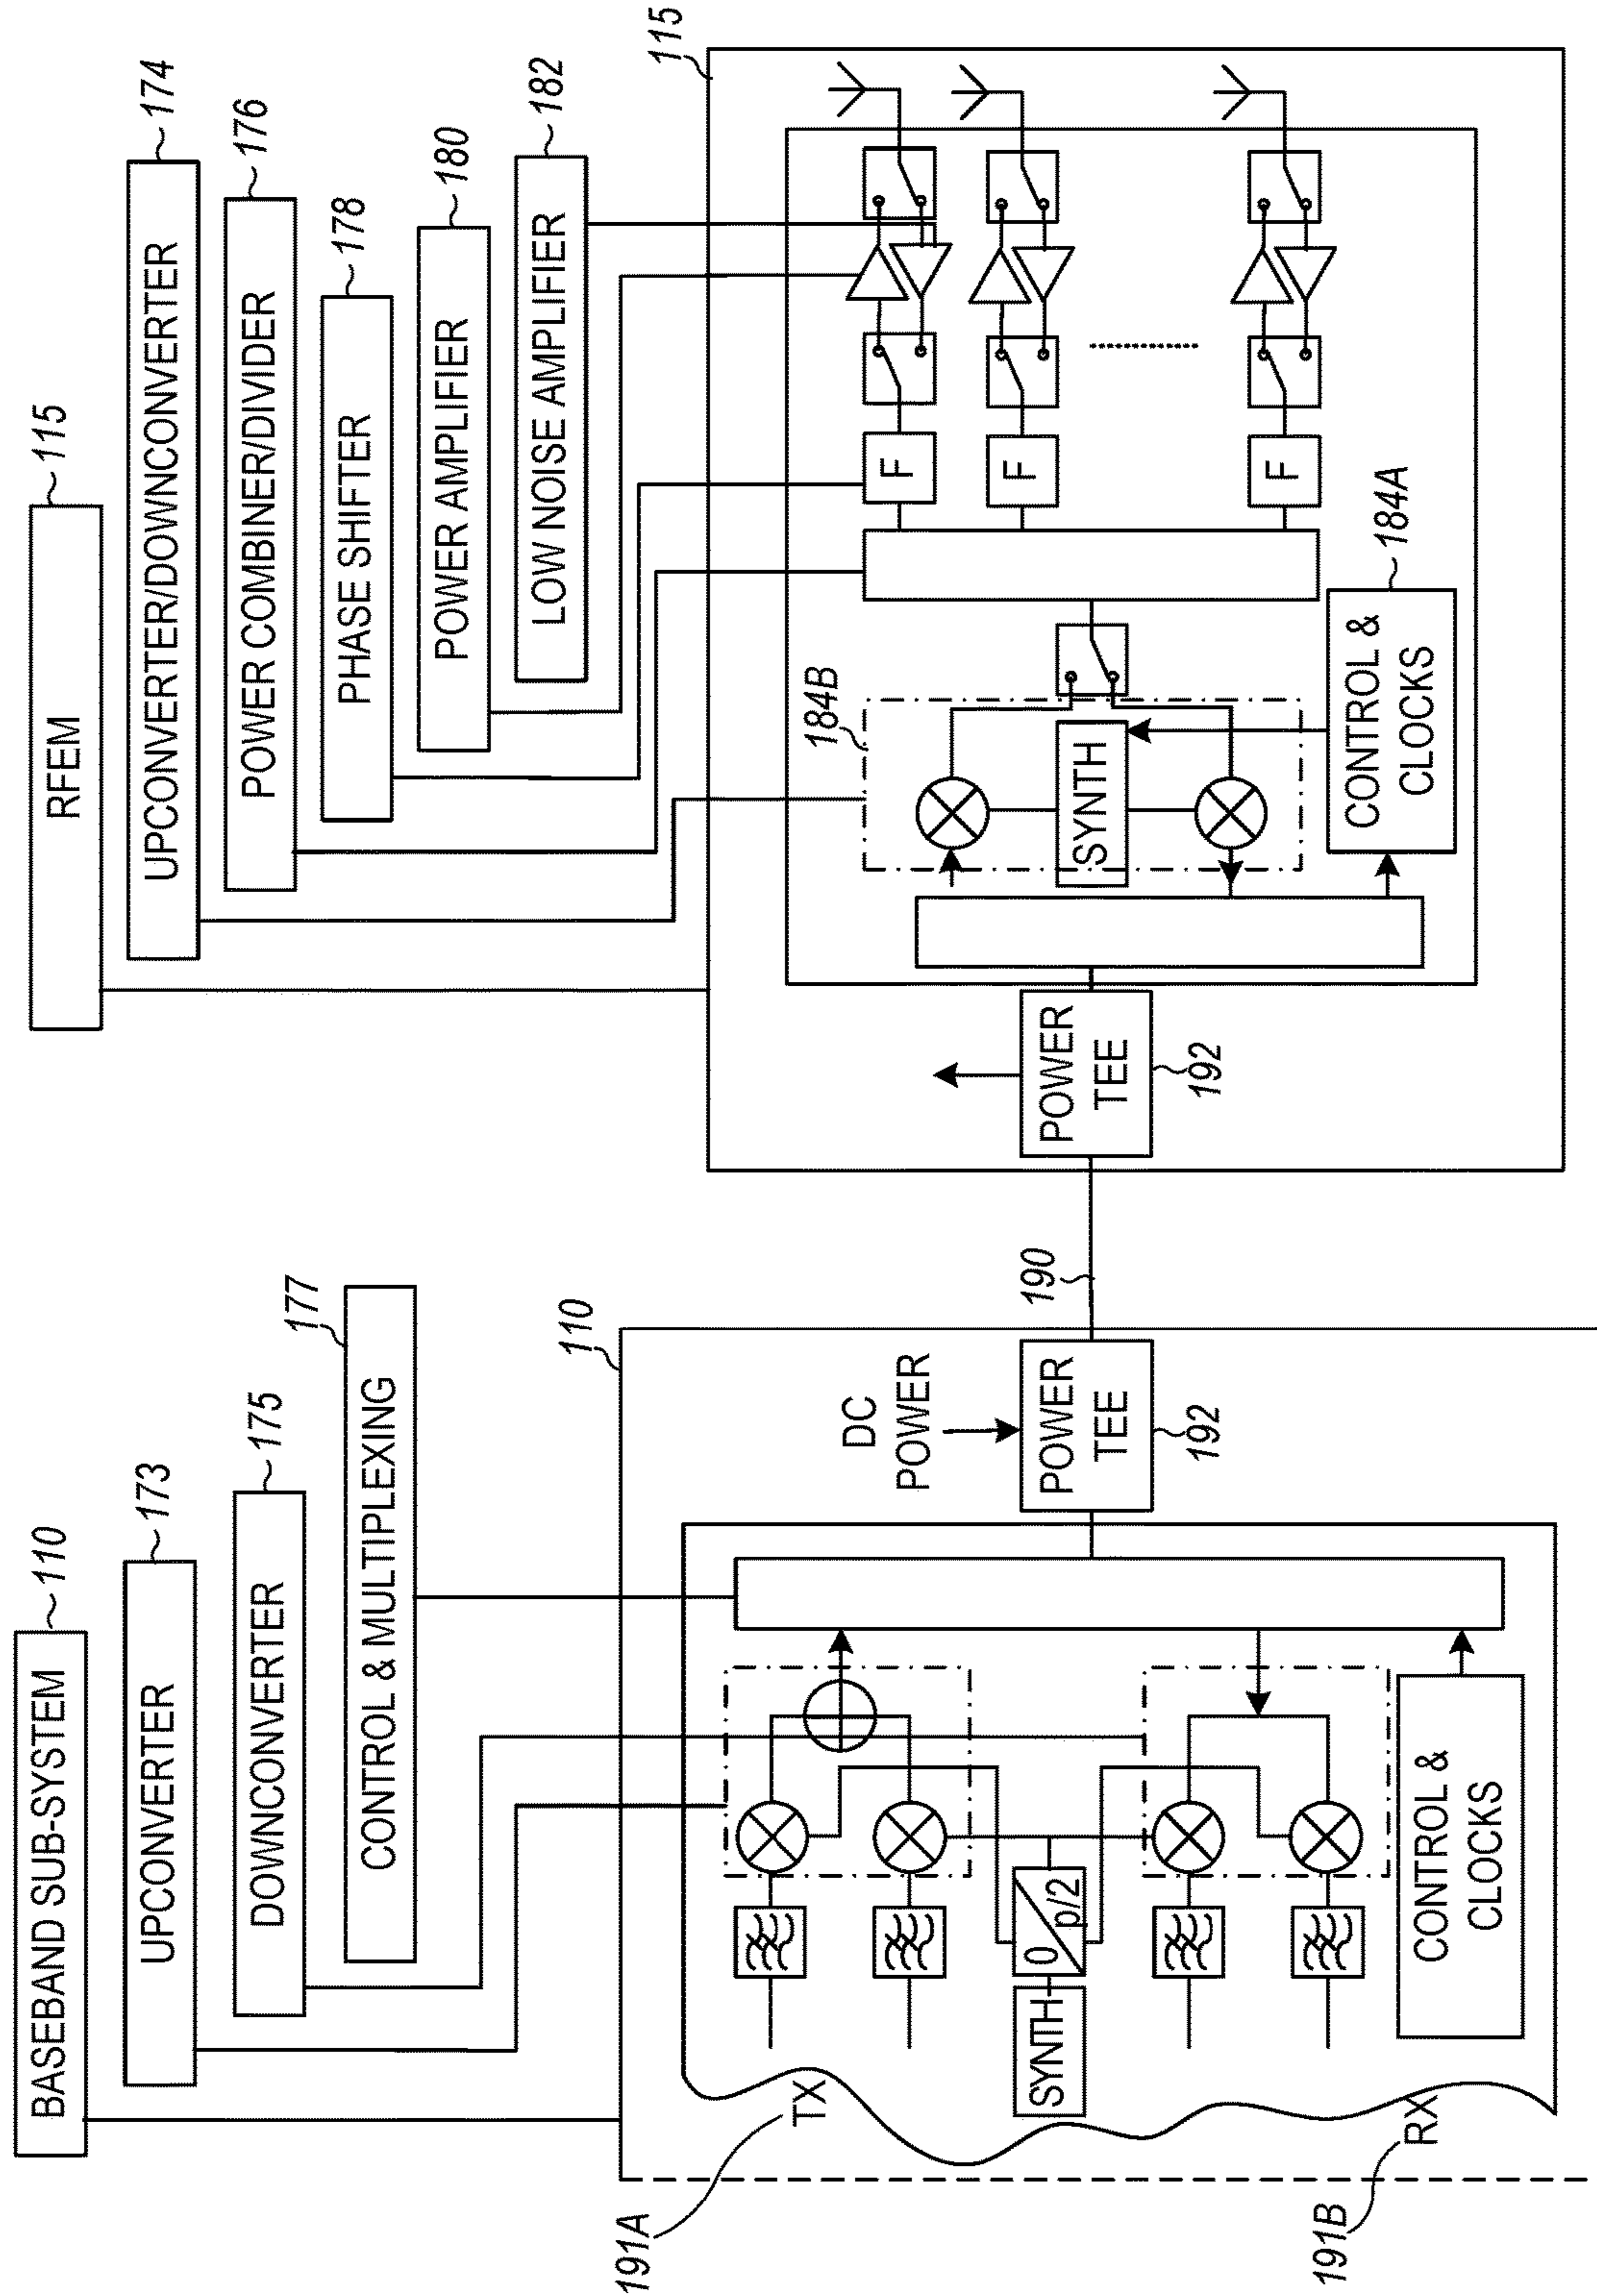 BASEBAND SUB-SYSTEM
110
UPCONVERTER
173
DOWNCONVERTER
175
CONTROL & MULTIPLEXING
177
110
RFEM
115
UPCONVERTER/DOWNCONVERTER
174
POWER COMBINER/DIVIDER
176
PHASE SHIFTER
178
POWER AMPLIFIER
180
LOW NOISE AMPLIFIER
182
115
191A
TX
SYNTH
0
p/2
191B
RX
CONTROL &
CLOCKS
DC
POWER
POWER
TEE
192
190
POWER
TEE
192
184B
SYNTH
CONTROL &
CLOCKS
184A
F
F
F